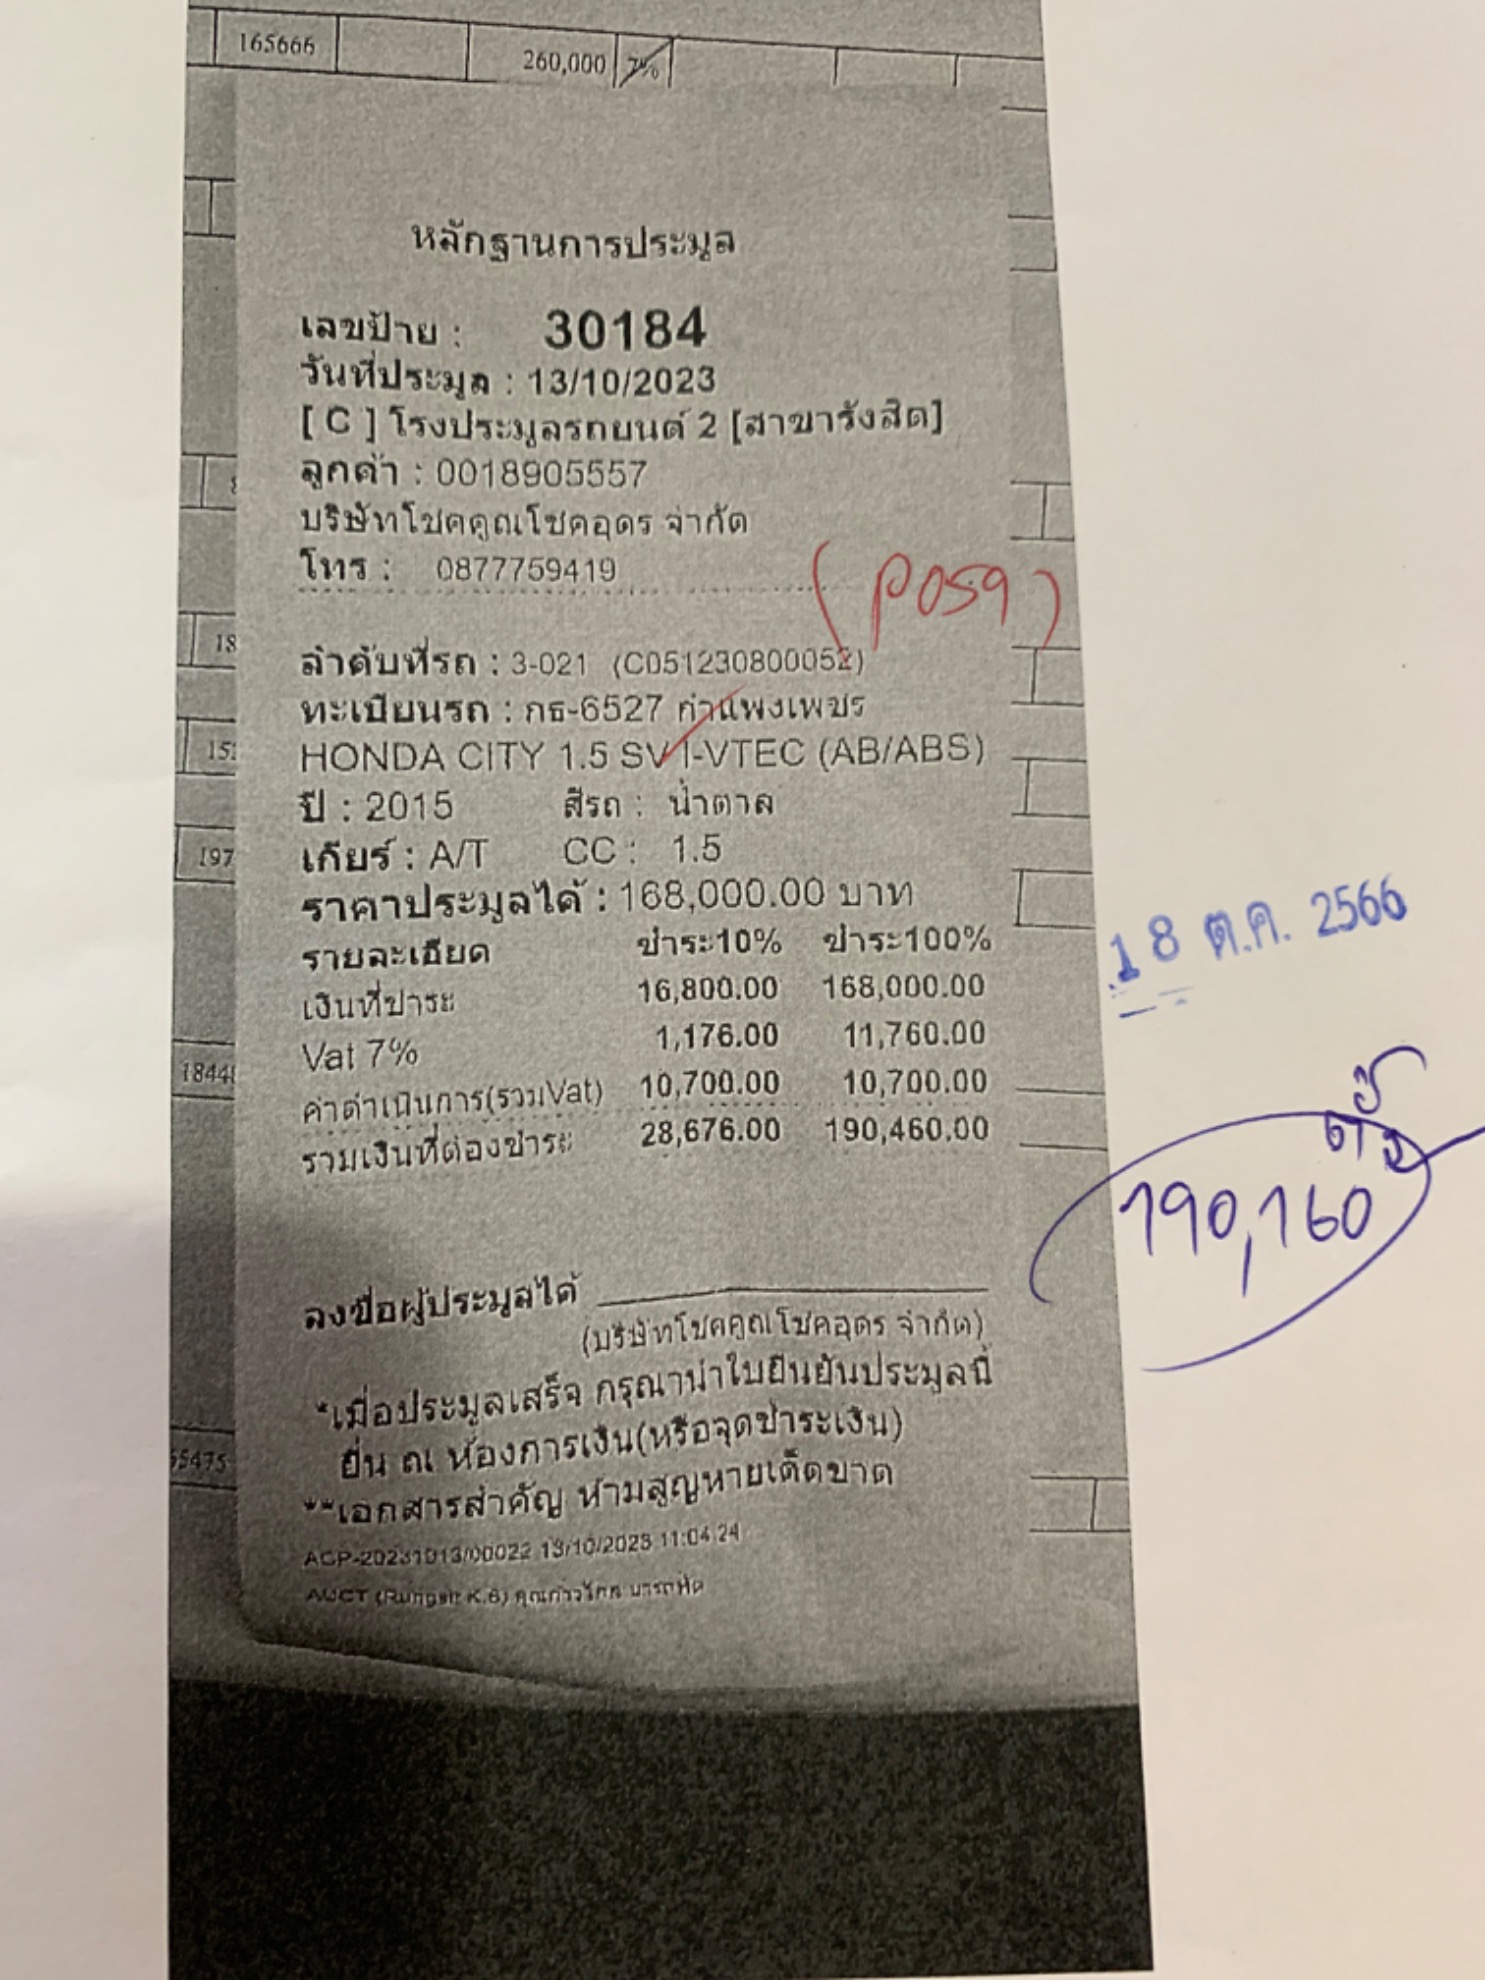 165666 260,000 7%
หลักฐานการประมูล
เลขป้าย : 30184
วันที่ประมูล : 13/10/2023
[ C ] โรงประมูลรถยนต์ 2 [สาขารังสิต]
ลูกค้า : 0018905557
บริษัทโชคคูณโชคอุดร จำกัด
โทร : 0877759419
(P059)
18
ลำดับที่รถ : 3-021 (C051230800052)
ทะเบียนรถ : กธ-6527 กำแพงเพชร
HONDA CITY 1.5 SV I-VTEC (AB/ABS)
ปี : 2015 สีรถ : น้ำตาล
เกียร์ : A/T CC : 1.5
197
ราคาประมูลได้ : 168,000.00 บาท
รายละเอียด ชำระ10% ชำระ100%
18 ต.ค. 2566
เงินที่ชำระ 16,800.00 168,000.00
Vat 7% 1,176.00 11,760.00
1844
ค่าดำเนินการ(รวมVat) 10,700.00 10,700.00
รวมเงินที่ต้องชำระ 28,676.00 190,460.00
190,160
ลงชื่อผู้ประมูลได้
(บริษัทโชคคูณโชคอุดร จำกัด)
*เมื่อประมูลเสร็จ กรุณานำใบยืนยันประมูลนี้
ยื่น ณ ห้องการเงิน(หรือจุดชำระเงิน)
55475
**เอกสารสำคัญ ห้ามสูญหายเด็ดขาด
ACP-20231013/00022 13/10/2023 11:04:24
AUCT (Rungsit K.6)